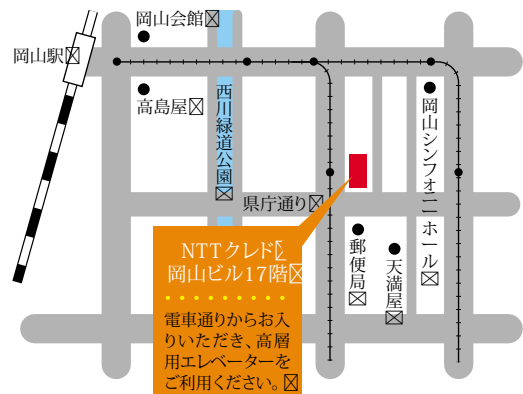 岡山会館
岡山駅
高島屋
西川緑道公園
岡山シンフォニーホール
県庁通り
郵便局
天満屋
NTTクレド
岡山ビル17階
電車通りからお入
りいただき、高層
用エレベーターを
ご利用ください。